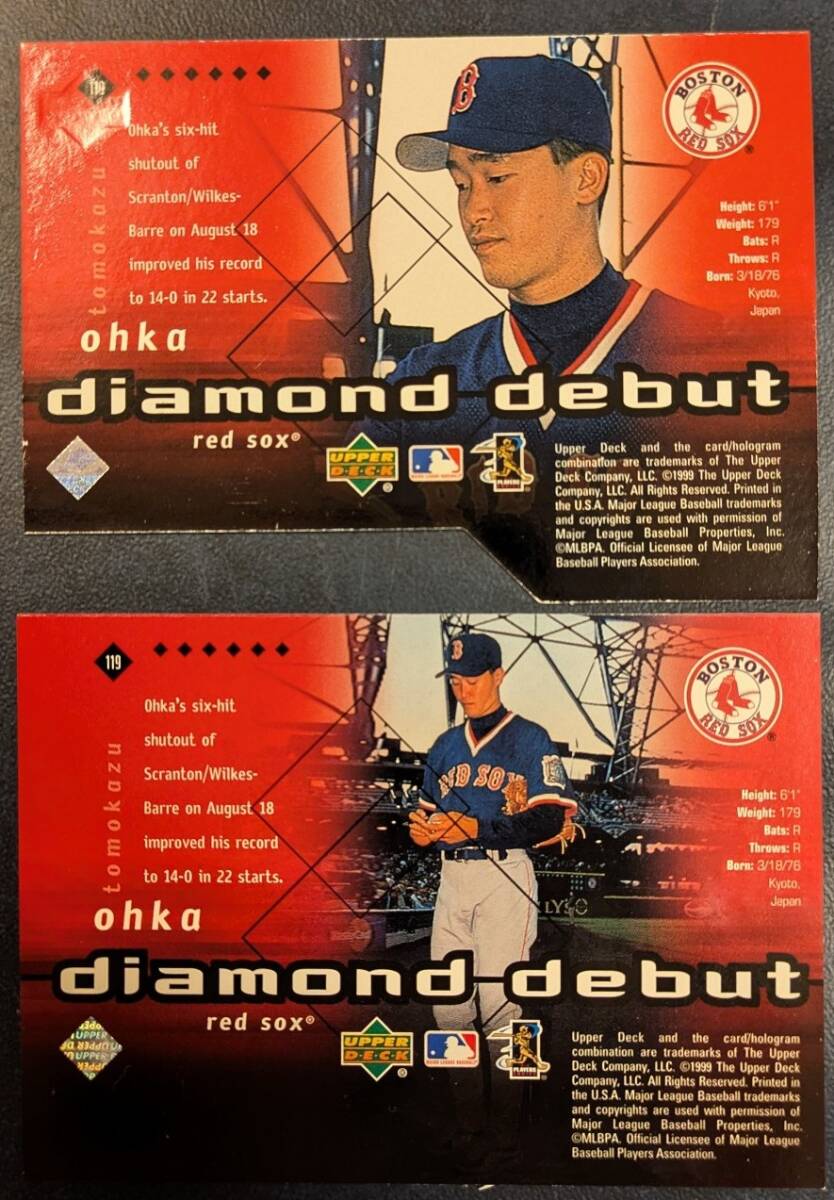 119
Ohka's six-hit
shutout of
Scranton/Wilkes-
Barre on August 18
improved his record
to 14-0 in 22 starts.
tomokazu
ohka
B
BOSTON
RED SOX
Height: 6'1"
Weight: 179
Bats: R
Throws: R
Born: 3/18/76
Kyoto,
Japan
diamond debut
red sox®
UPPER
DECK
Upper Deck and the card/hologram
combination are trademarks of The Upper
Deck Company, LLC. ©1999 The Upper Deck
Company, LLC. All Rights Reserved. Printed in
the U.S.A. Major League Baseball trademarks
and copyrights are used with permission of
Major League Baseball Properties, Inc.
©MLBPA. Official Licensee of Major League
Baseball Players Association.
119
Ohka's six-hit
shutout of
Scranton/Wilkes-
Barre on August 18
improved his record
to 14-0 in 22 starts.
tomokazu
ohka
B
RED SOX
LYSO
BOSTON
RED SOX
Height: 6'1"
Weight: 179
Bats: R
Throws: R
Born: 3/18/76
Kyoto,
Japan
diamond debut
red sox®
UPPER
UPPER
DECK
PLAYERS
Upper Deck and the card/hologram
combination are trademarks of The Upper
Deck Company, LLC. ©1999 The Upper Deck
Company, LLC. All Rights Reserved. Printed in
the U.S.A. Major League Baseball trademarks
and copyrights are used with permission of
Major League Baseball Properties, Inc.
©MLBPA. Official Licensee of Major League
Baseball Players Association.